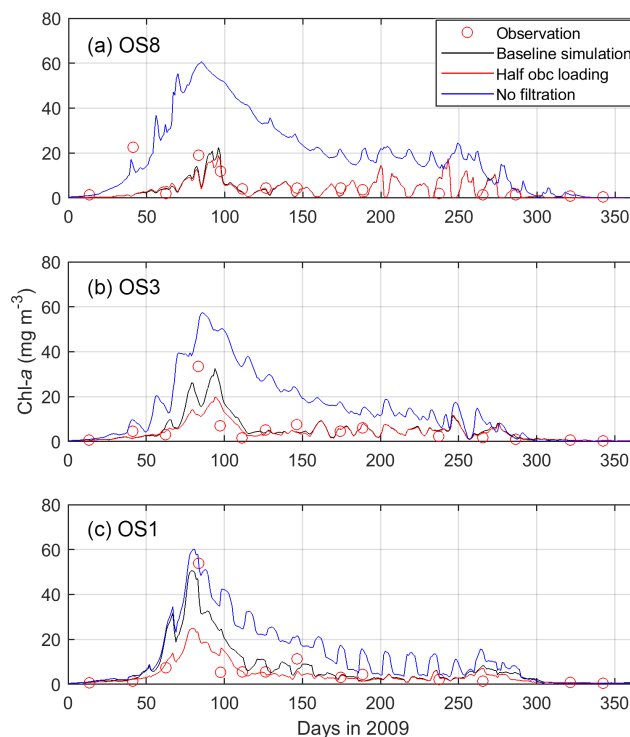 (a) OS8
Observation
Baseline simulation
Half obc loading
No filtration
80
60
40
20
0
0 50 100 150 200 250 300 350
(b) OS3
80
60
40
20
0
0 50 100 150 200 250 300 350
Chl-a (mg m-3)
(c) OS1
80
60
40
20
0
0 50 100 150 200 250 300 350
Days in 2009